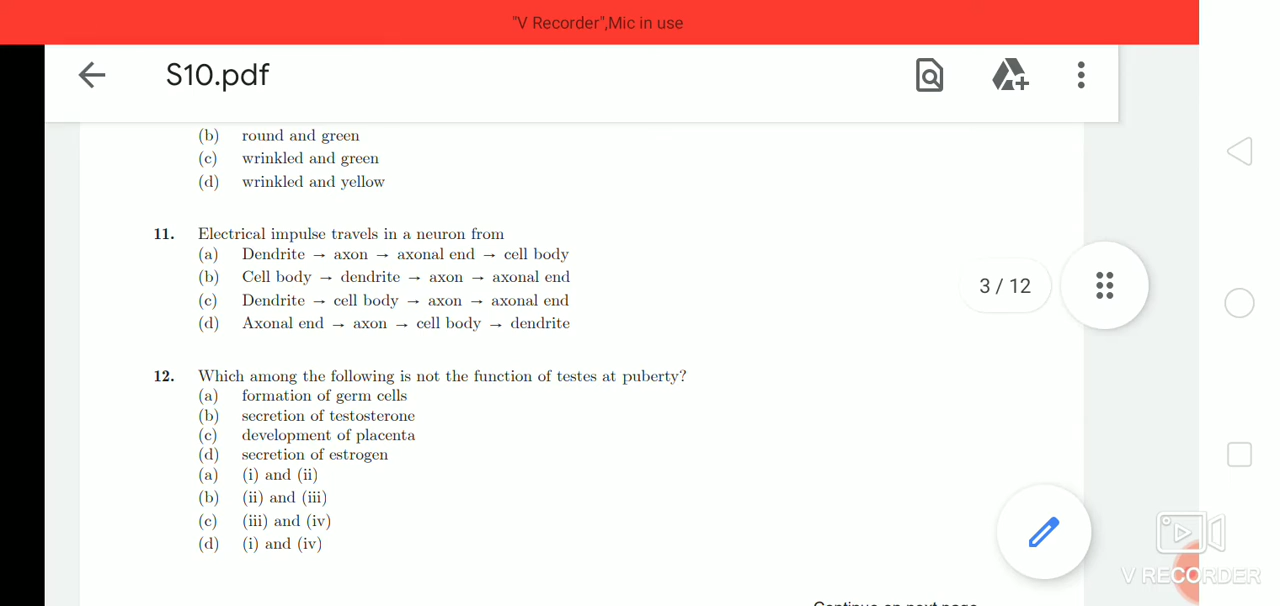 "V Recorder",Mic in use
S10.pdf
(b) round and green
(c) wrinkled and green
(d) wrinkled and yellow
11. Electrical impulse travels in a neuron from
(a) Dendrite → axon → axonal end → cell body
(b) Cell body → dendrite → axon → axonal end
(c) Dendrite → cell body → axon → axonal end
(d) Axonal end → axon → cell body → dendrite
3 / 12
12. Which among the following is not the function of testes at puberty?
(a) formation of germ cells
(b) secretion of testosterone
(c) development of placenta
(d) secretion of estrogen
(a) (i) and (ii)
(b) (ii) and (iii)
(c) (iii) and (iv)
(d) (i) and (iv)
V RECORDER
Continue on next page